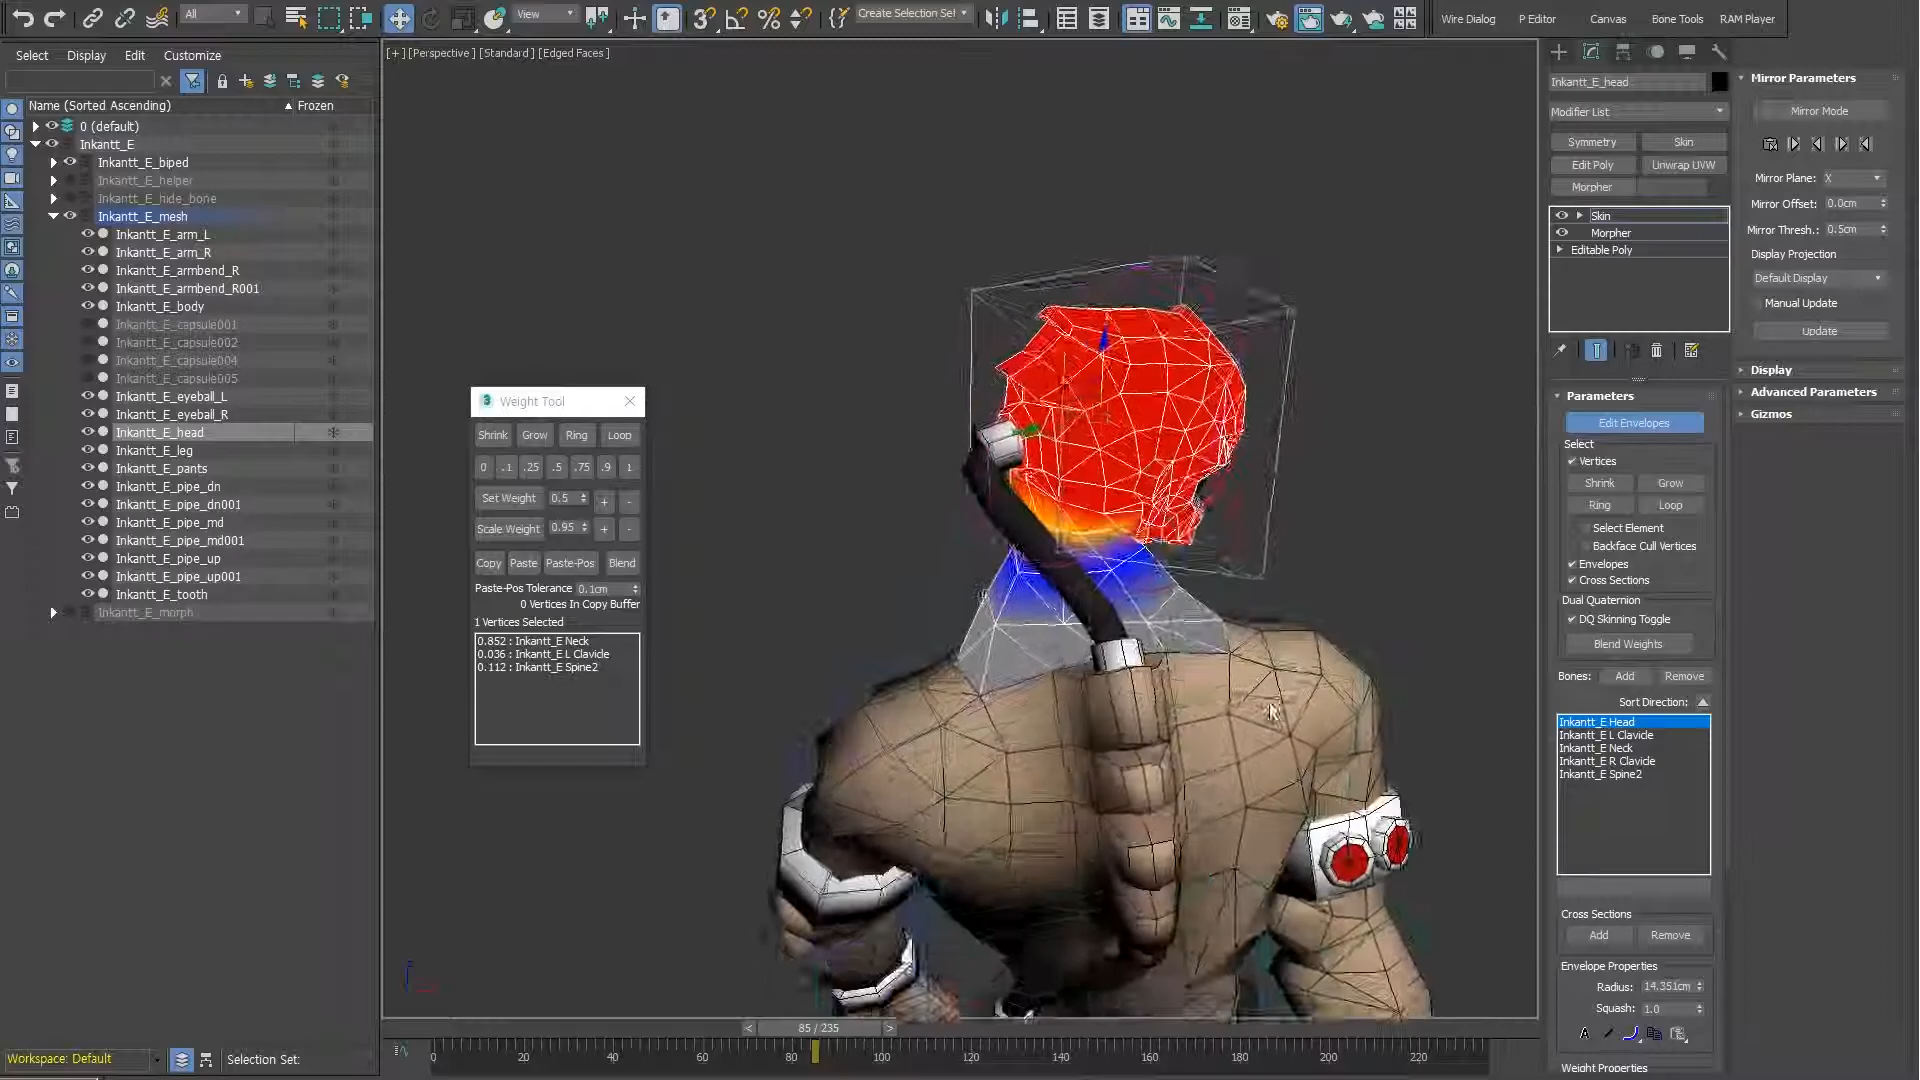 All
View
Create Selection Set
Wire Dialog
P Editor
Canvas
Bone Tools
RAM Player
Select
Display
Edit
Customize
Name (Sorted Ascending)
Frozen
0 (default)
Inkantt_E
Inkantt_E_biped
Inkantt_E_helper
Inkantt_E_hide_bone
Inkantt_E_mesh
Inkantt_E_arm_L
Inkantt_E_arm_R
Inkantt_E_armbend_R
Inkantt_E_armbend_R001
Inkantt_E_body
Inkantt_E_capsule001
Inkantt_E_capsule002
Inkantt_E_capsule004
Inkantt_E_capsule005
Inkantt_E_eyeball_L
Inkantt_E_eyeball_R
Inkantt_E_head
Inkantt_E_leg
Inkantt_E_pants
Inkantt_E_pipe_dn
Inkantt_E_pipe_dn001
Inkantt_E_pipe_md
Inkantt_E_pipe_md001
Inkantt_E_pipe_up
Inkantt_E_pipe_up001
Inkantt_E_tooth
Inkantt_E_morph
Workspace: Default
Selection Set:
[+] [Perspective] [Standard] [Edged Faces]
Weight Tool
Shrink Grow Ring Loop
0 .1 .25 .5 .75 .9 1
Set Weight 0.5 + -
Scale Weight 0.95 + -
Copy Paste Paste-Pos Blend
Paste-Pos Tolerance 0.1cm
0 Vertices In Copy Buffer
1 Vertices Selected
0.852 : Inkantt_E Neck
0.036 : Inkantt_E L Clavicle
0.112 : Inkantt_E Spine2
< 85 / 235 >
0 20 40 60 80 100 120 140 160 180 200 220
Inkantt_E_head
Modifier List
Symmetry Skin
Edit Poly Unwrap UVW
Morpher
Skin
Morpher
Editable Poly
Parameters
Edit Envelopes
Select
Vertices
Shrink Grow
Ring Loop
Select Element
Backface Cull Vertices
Envelopes
Cross Sections
Dual Quaternion
DQ Skinning Toggle
Blend Weights
Bones: Add Remove
Sort Direction:
Inkantt_E Head
Inkantt_E L Clavicle
Inkantt_E Neck
Inkantt_E R Clavicle
Inkantt_E Spine2
Cross Sections
Add Remove
Envelope Properties
Radius: 14.351cm
Squash: 1.0
Weight Properties
Mirror Parameters
Mirror Mode
Mirror Plane: X
Mirror Offset: 0.0cm
Mirror Thresh.: 0.5cm
Display Projection
Default Display
Manual Update
Update
Display
Advanced Parameters
Gizmos